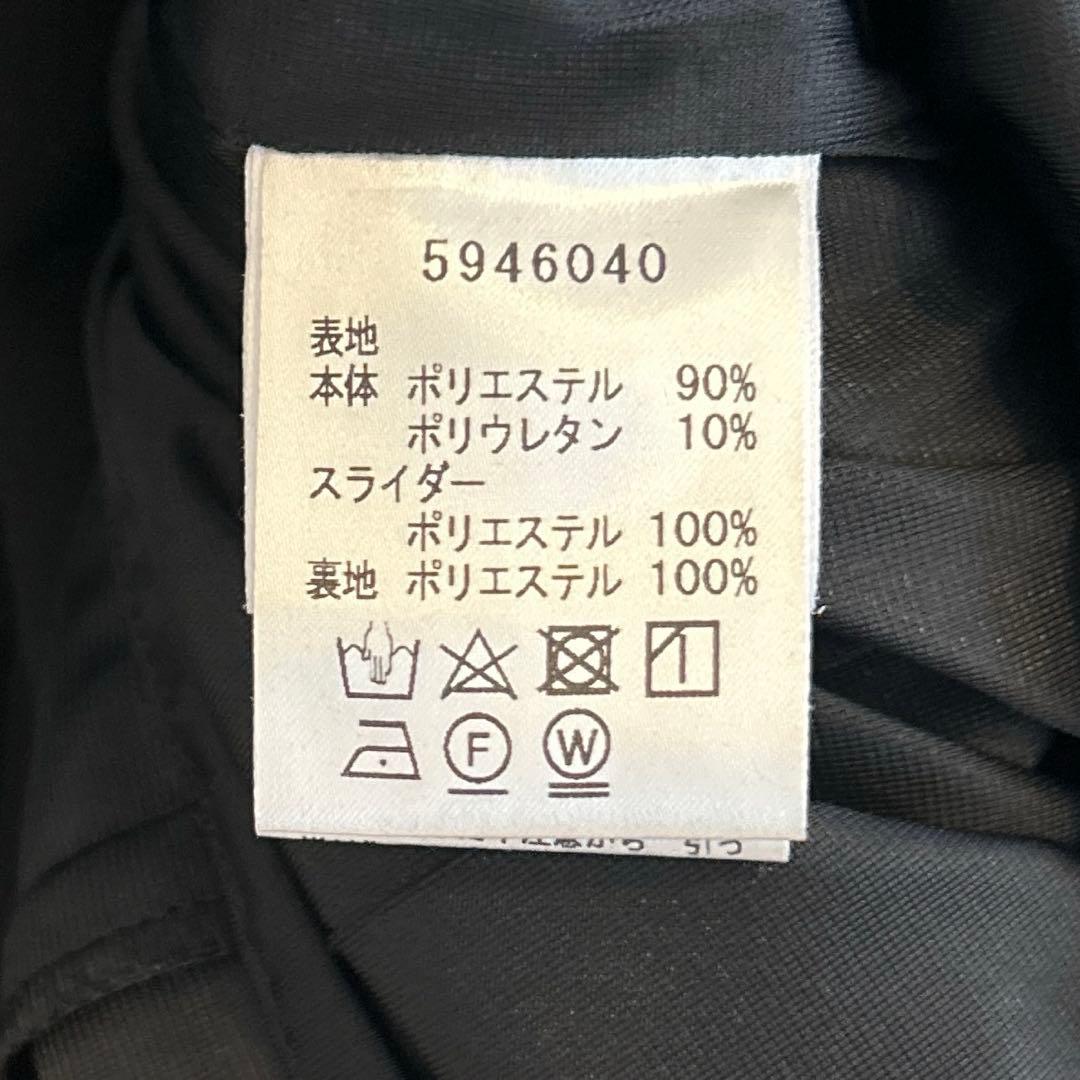 5946040
表地
本体 ポリエステル 90%
ポリウレタン 10%
スライダー
ポリエステル 100%
裏地 ポリエステル 100%
F W